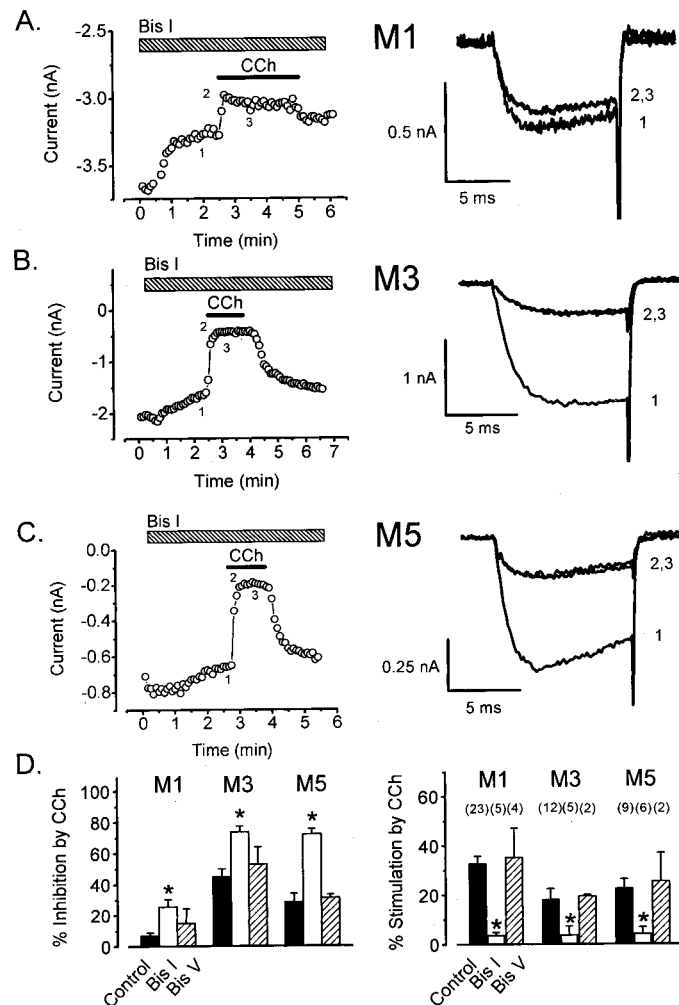 A.
Bis I
CCh
-2.5
-3.0
-3.5
Current (nA)
2
1
3
0 1 2 3 4 5 6
Time (min)
M1
2,3
1
0.5 nA
5 ms
B.
Bis I
CCh
0
-1
-2
Current (nA)
2
3
1
0 1 2 3 4 5 6 7
Time (min)
M3
2,3
1 nA
1
5 ms
C.
Bis I
CCh
0.0
-0.2
-0.4
-0.6
-0.8
Current (nA)
2
3
1
0 1 2 3 4 5 6
Time (min)
M5
2,3
1
0.25 nA
5 ms
D.
M1 M3 M5
100
80
60
40
20
0
% Inhibition by CCh
* * *
Control
Bis I
Bis V
M1 M3 M5
(23)(5)(4) (12)(5)(2) (9)(6)(2)
60
40
20
0
% Stimulation by CCh
* * *
Control
Bis I
Bis V